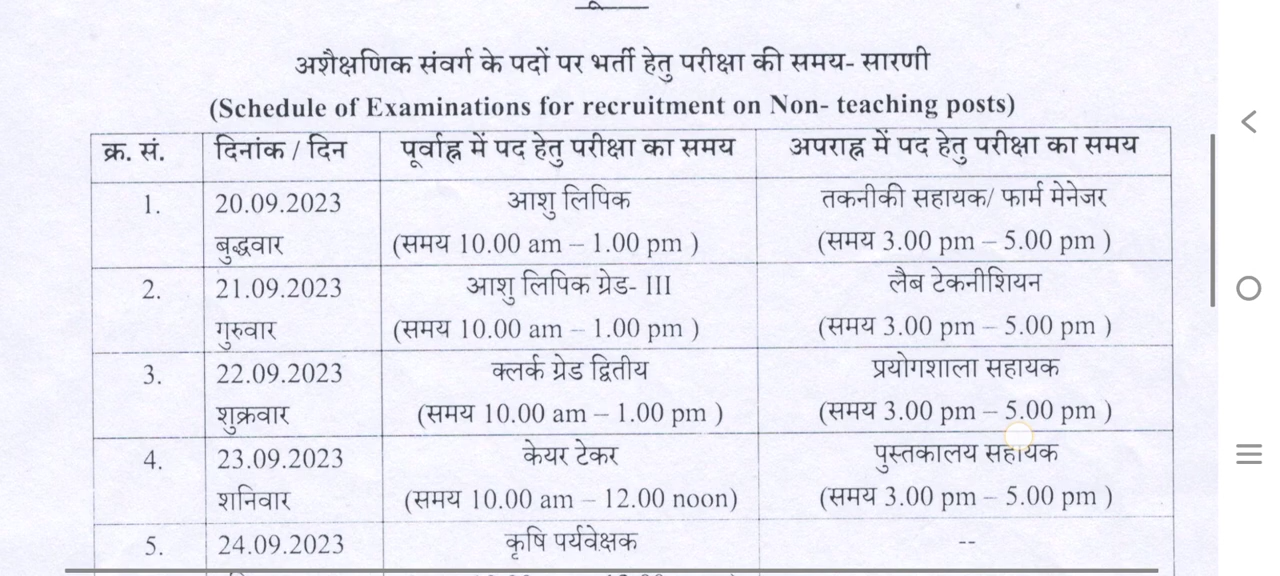 अशैक्षणिक संवर्ग के पदों पर भर्ती हेतु परीक्षा की समय- सारणी
(Schedule of Examinations for recruitment on Non- teaching posts)
क्र. सं. दिनांक / दिन पूर्वाह्न में पद हेतु परीक्षा का समय अपराह्न में पद हेतु परीक्षा का समय
1. 20.09.2023 आशु लिपिक तकनीकी सहायक/ फार्म मेनेजर
बुद्धवार (समय 10.00 am – 1.00 pm ) (समय 3.00 pm – 5.00 pm )
2. 21.09.2023 आशु लिपिक ग्रेड- III लैब टेकनीशियन
गुरुवार (समय 10.00 am – 1.00 pm ) (समय 3.00 pm – 5.00 pm )
3. 22.09.2023 क्लर्क ग्रेड द्वितीय प्रयोगशाला सहायक
शुक्रवार (समय 10.00 am – 1.00 pm ) (समय 3.00 pm – 5.00 pm )
4. 23.09.2023 केयर टेकर पुस्तकालय सहायक
शनिवार (समय 10.00 am – 12.00 noon) (समय 3.00 pm – 5.00 pm )
5. 24.09.2023 कृषि पर्यवेक्षक --